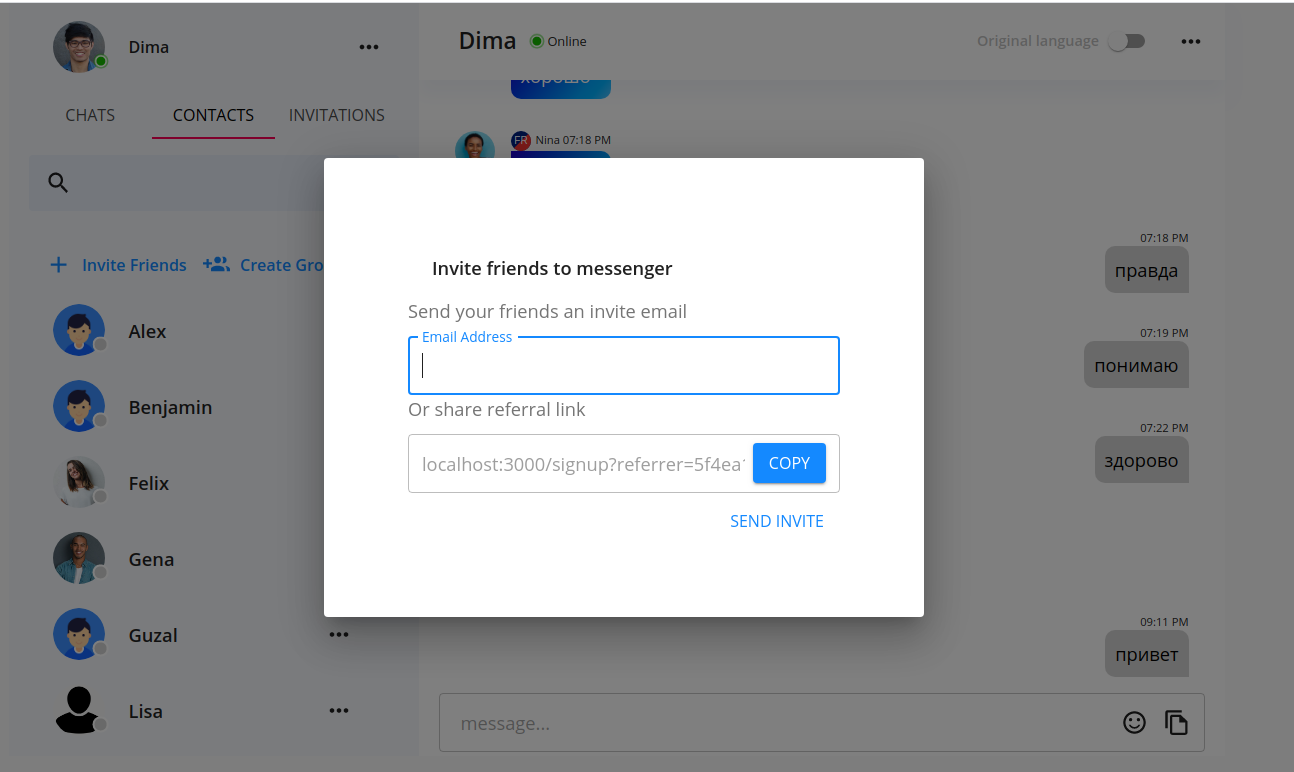 Dima
CHATS CONTACTS INVITATIONS
Invite Friends Create Gro
Alex
Benjamin
Felix
Gena
Guzal
Lisa
Dima Online Original language
хорошо
FR Nina 07:18 PM
07:18 PM
правда
07:19 PM
понимаю
07:22 PM
здорово
09:11 PM
привет
message...
Invite friends to messenger
Send your friends an invite email
Email Address
Or share referral link
localhost:3000/signup?referrer=5f4ea
COPY
SEND INVITE